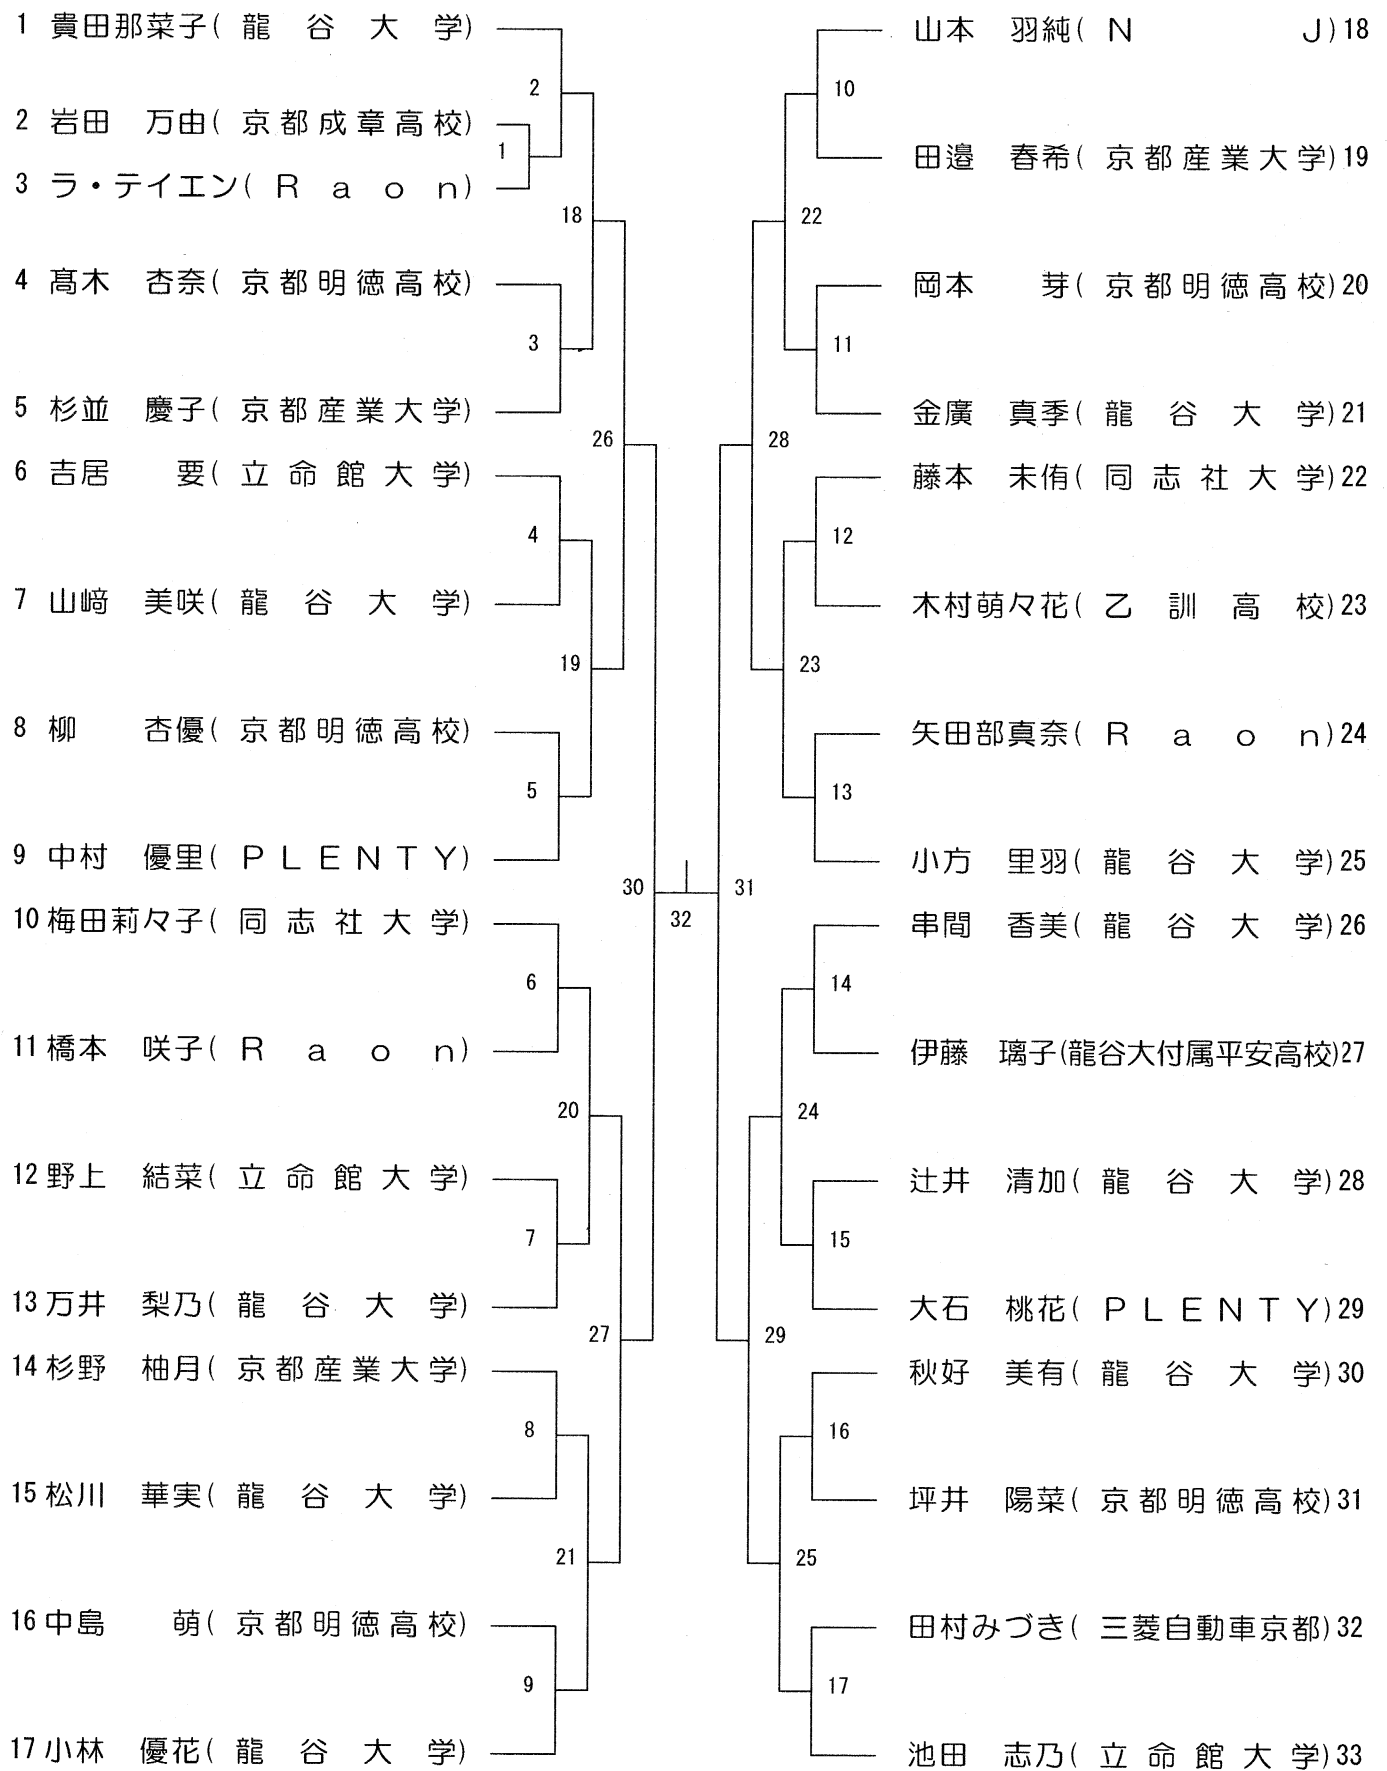 1 貴田那菜子(龍谷大学)
2
2 岩田 万由(京都成章高校)
1
3 ラ・テイエン(Raon)
18
4 髙木 杏奈(京都明徳高校)
3
5 杉並 慶子(京都産業大学)
26
6 吉居 要(立命館大学)
4
7 山﨑 美咲(龍谷大学)
19
8 柳 杏優(京都明徳高校)
5
9 中村 優里(PLENTY)
30
10 梅田莉々子(同志社大学)
6
11 橋本 咲子(Raon)
20
12 野上 結菜(立命館大学)
7
13 万井 梨乃(龍谷大学)
27
14 杉野 柚月(京都産業大学)
8
15 松川 華実(龍谷大学)
21
16 中島 萌(京都明徳高校)
9
17 小林 優花(龍谷大学)
32
山本 羽純(NJ)18
10
田邉 春希(京都産業大学)19
22
岡本 芽(京都明徳高校)20
11
金廣 真季(龍谷大学)21
28
藤本 未侑(同志社大学)22
12
木村萌々花(乙訓高校)23
23
矢田部真奈(Raon)24
13
小方 里羽(龍谷大学)25
31
串間 香美(龍谷大学)26
14
伊藤 璃子(龍谷大付属平安高校)27
24
辻井 清加(龍谷大学)28
15
大石 桃花(PLENTY)29
29
秋好 美有(龍谷大学)30
16
坪井 陽菜(京都明徳高校)31
25
田村みづき(三菱自動車京都)32
17
池田 志乃(立命館大学)33